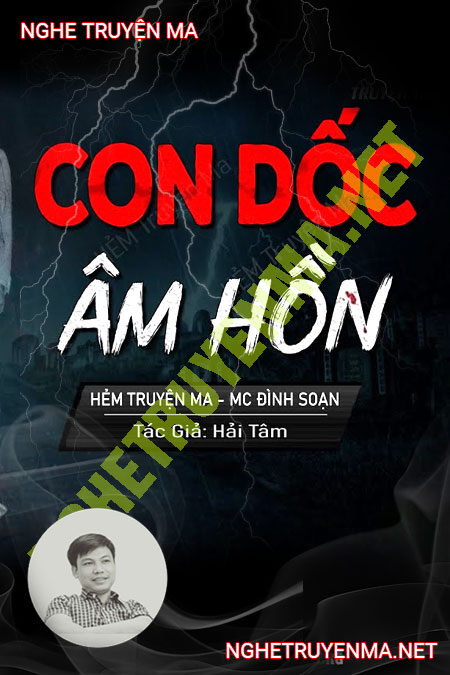 NGHE TRUYỆN MA
CON DỐC
ÂM HỒN
HẺM TRUYỆN MA - MC ĐÌNH SOẠN
Tác Giả: Hải Tâm
NGHETRUYENMA.NET
NGHETRUYENMA.NET